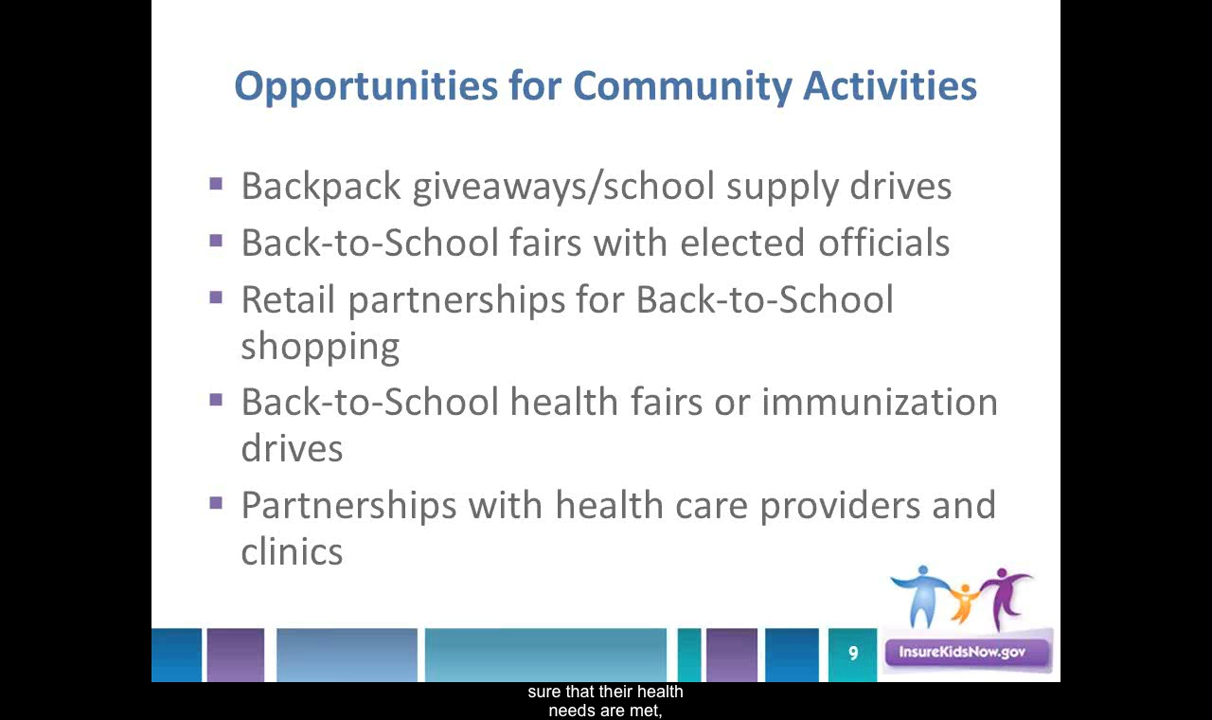 Opportunities for Community Activities
Backpack giveaways/school supply drives
Back-to-School fairs with elected officials
Retail partnerships for Back-to-School
shopping
Back-to-School health fairs or immunization
drives
Partnerships with health care providers and
clinics
9
InsureKidsNow.gov
sure that their health
needs are met,